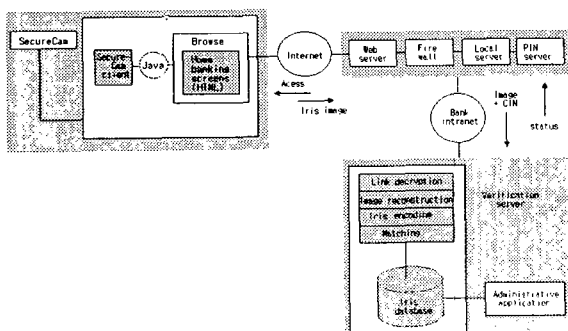 SecureCam
Secure-
Cam
client
Java
Browse
Home
banking
screens
(HTML)
Internet
Acess
Iris image
Web
server
Fire
wall
Local
server
PIN
server
Bank
intranet
Image
+ CIN
status
Link decryption
Image reconstruction
Iris encoding
Matching
Verification
server
Iris
database
Administrative
application